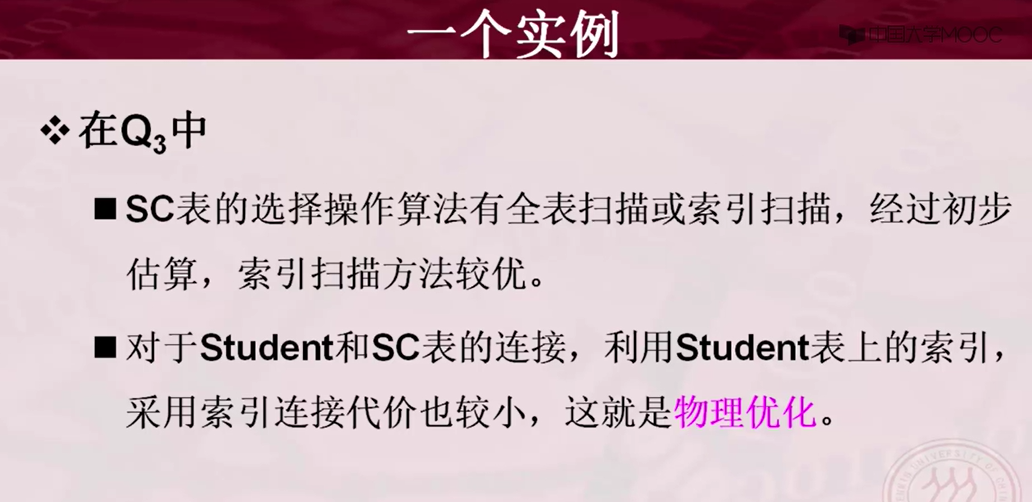 一个实例
中国大学MOOC
❖ 在Q₃中
■ SC表的选择操作算法有全表扫描或索引扫描，经过初步
估算，索引扫描方法较优。
■ 对于Student和SC表的连接，利用Student表上的索引，
采用索引连接代价也较小，这就是物理优化。